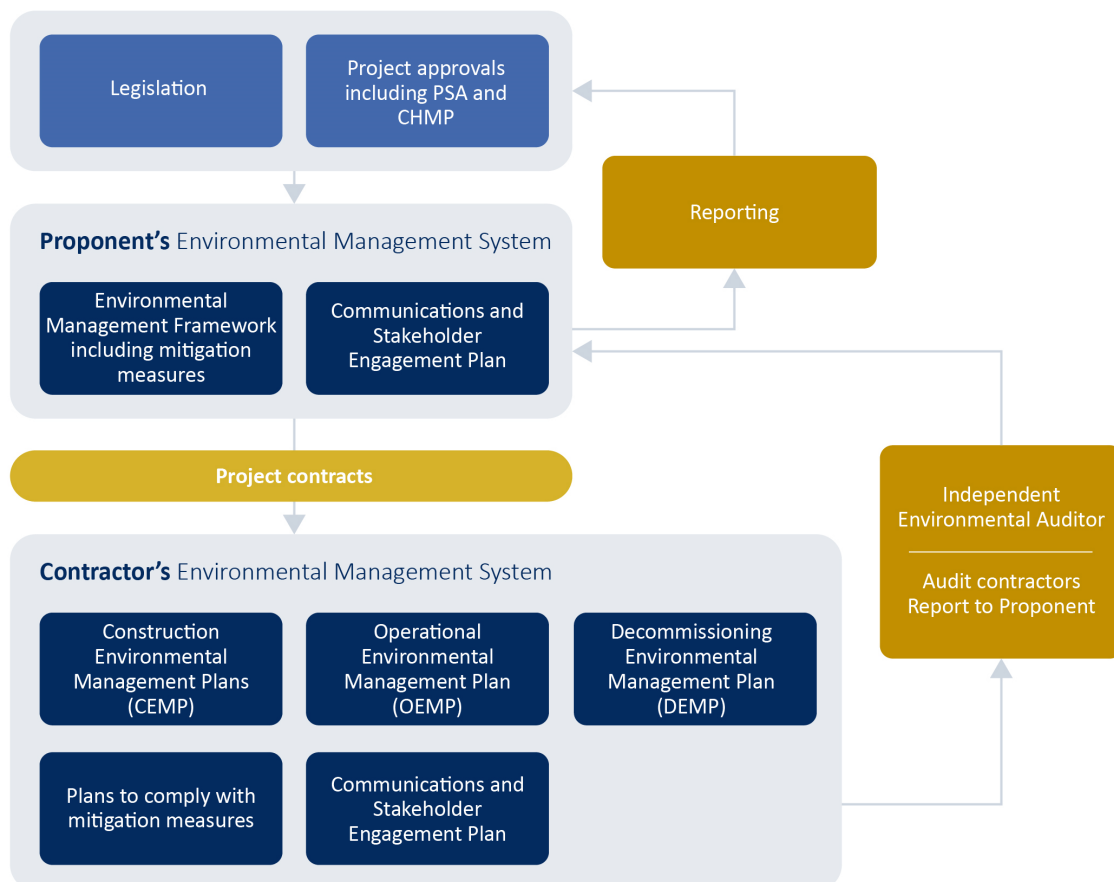 Legislation
Project approvals
including PSA and
CHMP
Reporting
Proponent’s Environmental Management System
Environmental
Management Framework
including mitigation
measures
Communications and
Stakeholder
Engagement Plan
Project contracts
Independent
Environmental Auditor
Audit contractors
Report to Proponent
Contractor’s Environmental Management System
Construction
Environmental
Management Plans
(CEMP)
Operational
Environmental
Management Plan
(OEMP)
Decommissioning
Environmental
Management Plan
(DEMP)
Plans to comply with
mitigation measures
Communications and
Stakeholder
Engagement Plan